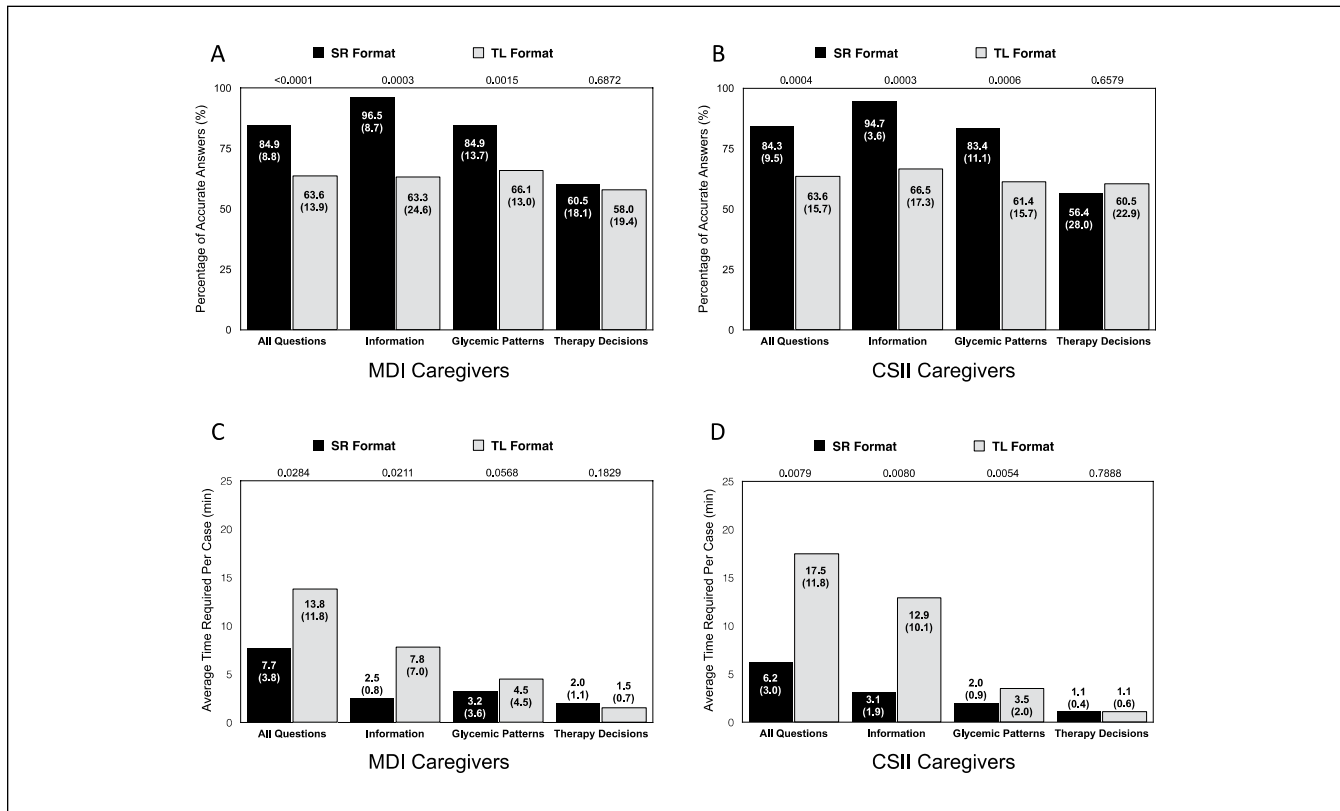 A
SR Format TL Format
<0.0001 0.0003 0.0015 0.6872
Percentage of Accurate Answers (%)
100
75
50
25
0
84.9 96.5 84.9 60.5
(8.8) (8.7) (13.7) (18.1)
63.6 63.3 66.1 58.0
(13.9) (24.6) (13.0) (19.4)
All Questions Information Glycemic Patterns Therapy Decisions
MDI Caregivers
B
SR Format TL Format
0.0004 0.0003 0.0006 0.6579
Percentage of Accurate Answers (%)
100
75
50
25
0
84.3 94.7 83.4 56.4
(9.5) (3.6) (11.1) (28.0)
63.6 66.5 61.4 60.5
(15.7) (17.3) (15.7) (22.9)
All Questions Information Glycemic Patterns Therapy Decisions
CSII Caregivers
C
SR Format TL Format
0.0284 0.0211 0.0568 0.1829
Average Time Required Per Case (min)
25
20
15
10
5
0
7.7 2.5 3.2 2.0
(3.8) (0.8) (3.6) (1.1)
13.8 7.8 4.5 1.5
(11.8) (7.0) (4.5) (0.7)
All Questions Information Glycemic Patterns Therapy Decisions
MDI Caregivers
D
SR Format TL Format
0.0079 0.0080 0.0054 0.7888
Average Time Required Per Case (min)
25
20
15
10
5
0
6.2 3.1 2.0 1.1
(3.0) (1.9) (0.9) (0.4)
17.5 12.9 3.5 1.1
(11.8) (10.1) (2.0) (0.6)
All Questions Information Glycemic Patterns Therapy Decisions
CSII Caregivers